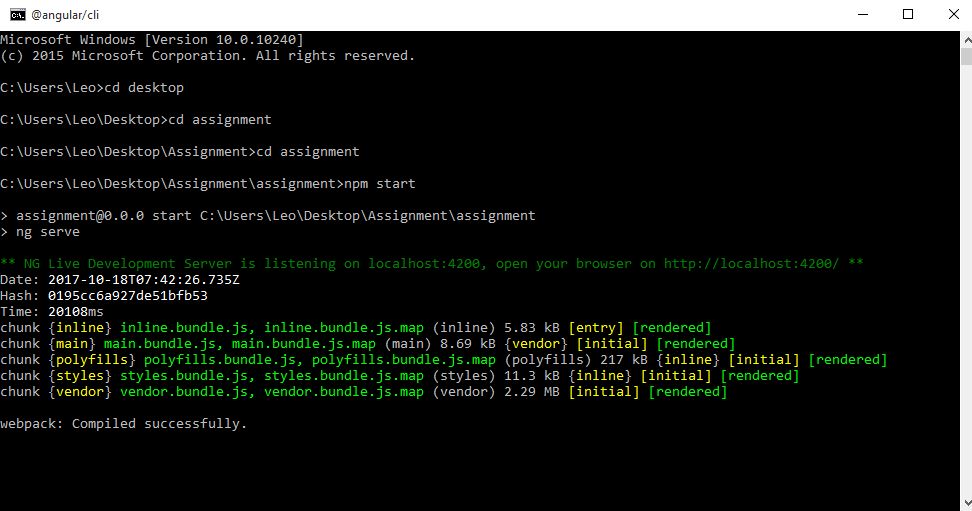 @angular/cli
Microsoft Windows [Version 10.0.10240]
(c) 2015 Microsoft Corporation. All rights reserved.
C:\Users\Leo>cd desktop
C:\Users\Leo\Desktop>cd assignment
C:\Users\Leo\Desktop\Assignment>cd assignment
C:\Users\Leo\Desktop\Assignment\assignment>npm start
> assignment@0.0.0 start C:\Users\Leo\Desktop\Assignment\assignment
> ng serve
** NG Live Development Server is listening on localhost:4200, open your browser on http://localhost:4200/ **
Date: 2017-10-18T07:42:26.735Z
Hash: 0195cc6a927de51bfb53
Time: 20108ms
chunk {inline} inline.bundle.js, inline.bundle.js.map (inline) 5.83 kB [entry] [rendered]
chunk {main} main.bundle.js, main.bundle.js.map (main) 8.69 kB {vendor} [initial] [rendered]
chunk {polyfills} polyfills.bundle.js, polyfills.bundle.js.map (polyfills) 217 kB {inline} [initial] [rendered]
chunk {styles} styles.bundle.js, styles.bundle.js.map (styles) 11.3 kB {inline} [initial] [rendered]
chunk {vendor} vendor.bundle.js, vendor.bundle.js.map (vendor) 2.29 MB [initial] [rendered]
webpack: Compiled successfully.